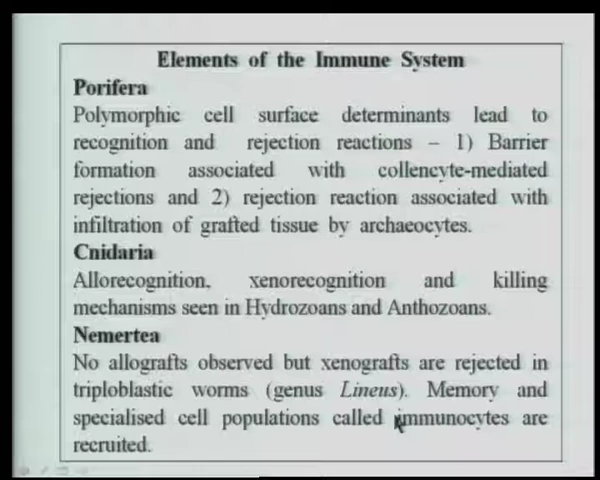 Elements of the Immune System
Porifera
Polymorphic cell surface determinants lead to
recognition and rejection reactions – 1) Barrier
formation associated with collencyte-mediated
rejections and 2) rejection reaction associated with
infiltration of grafted tissue by archaeocytes.
Cnidaria
Allorecognition, xenorecognition and killing
mechanisms seen in Hydrozoans and Anthozoans.
Nemertea
No allografts observed but xenografts are rejected in
triploblastic worms (genus Lineus). Memory and
specialised cell populations called immunocytes are
recruited.